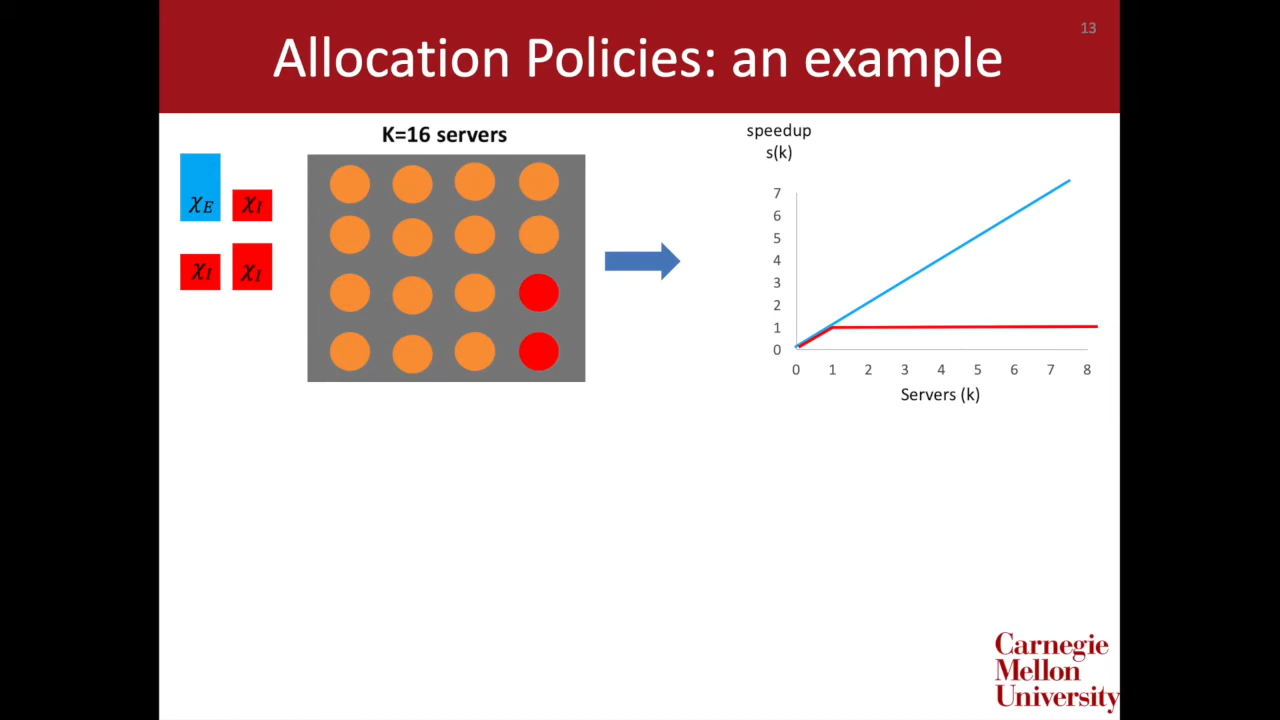 13
Allocation Policies: an example
K=16 servers
χE χI
χI χI
speedup
s(k)
7
6
5
4
3
2
1
0
0 1 2 3 4 5 6 7 8
Servers (k)
Carnegie
Mellon
University